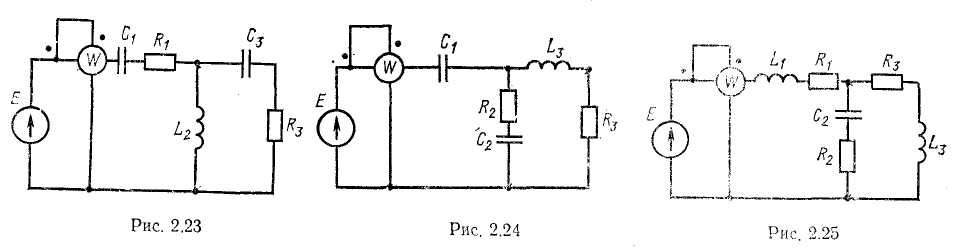 E W C₁ R₁ C₃ L₂ R₃
Рис. 2.23
E W C₁ L₃ R₂ C₂ R₃
Рис. 2.24
E W L₁ R₁ R₃ C₂ R₂ L₃
Рис. 2.25